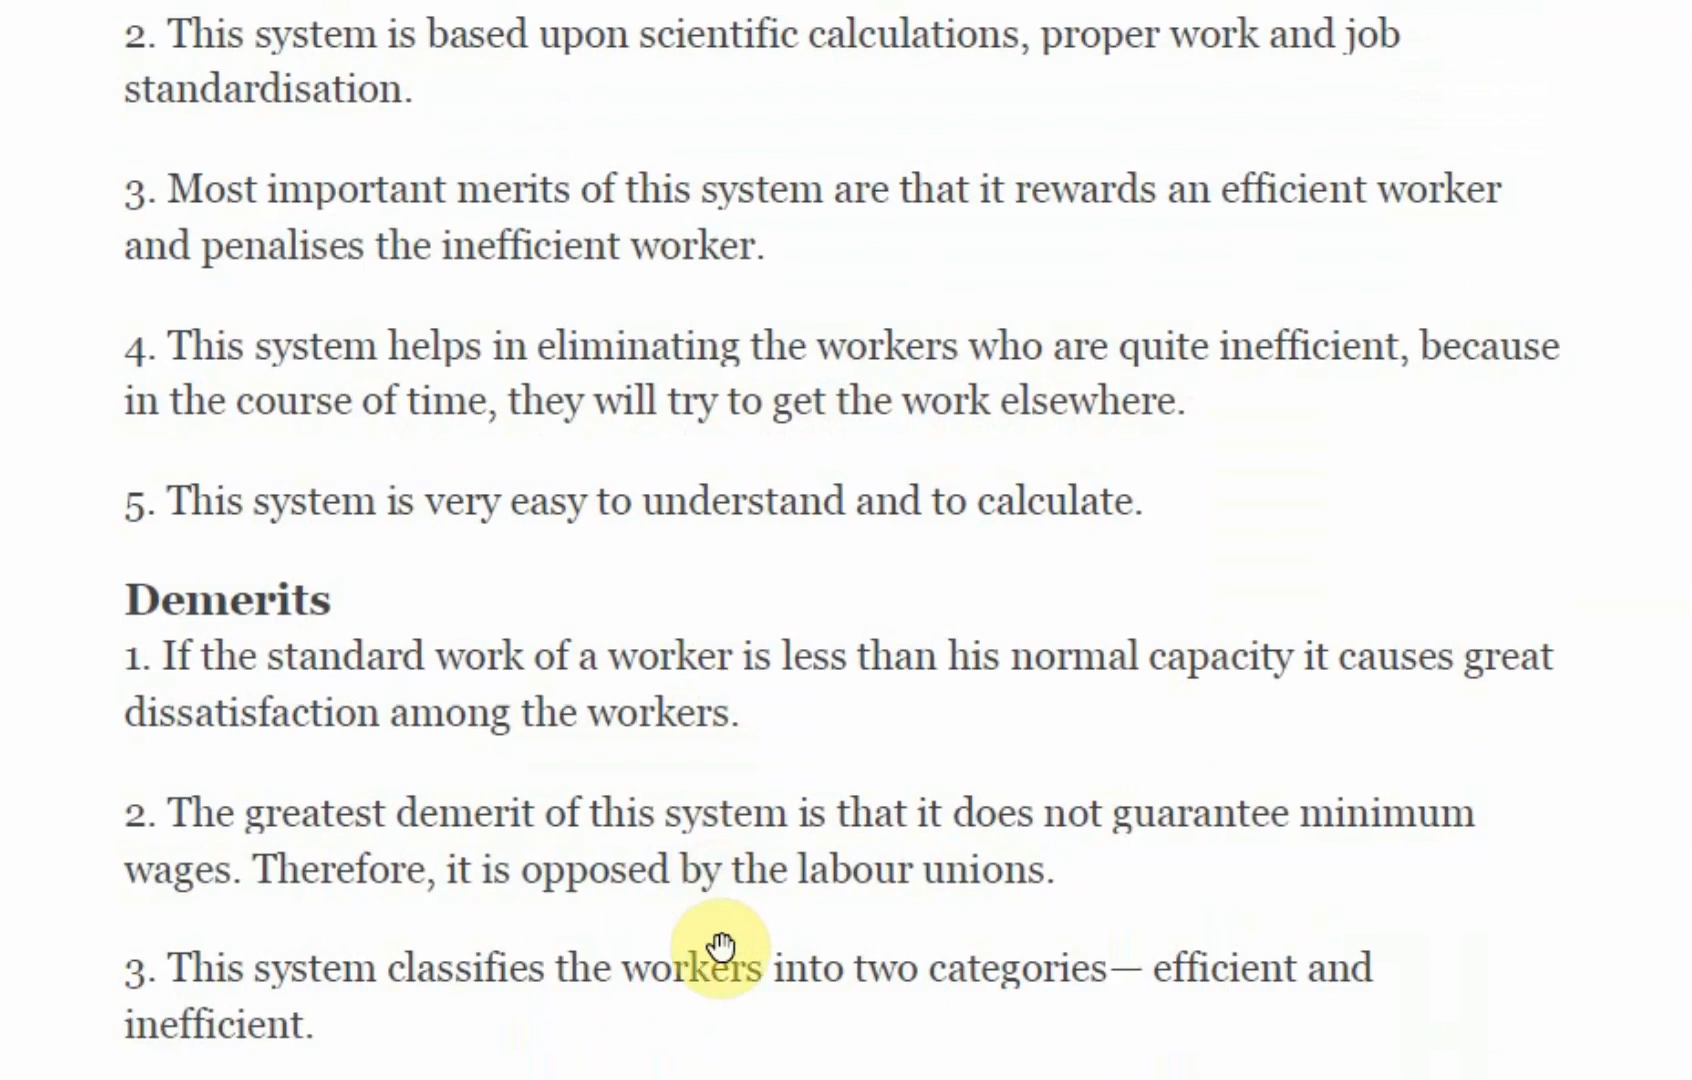 2. This system is based upon scientific calculations, proper work and job
standardisation.
3. Most important merits of this system are that it rewards an efficient worker
and penalises the inefficient worker.
4. This system helps in eliminating the workers who are quite inefficient, because
in the course of time, they will try to get the work elsewhere.
5. This system is very easy to understand and to calculate.
Demerits
1. If the standard work of a worker is less than his normal capacity it causes great
dissatisfaction among the workers.
2. The greatest demerit of this system is that it does not guarantee minimum
wages. Therefore, it is opposed by the labour unions.
3. This system classifies the workers into two categories— efficient and
inefficient.